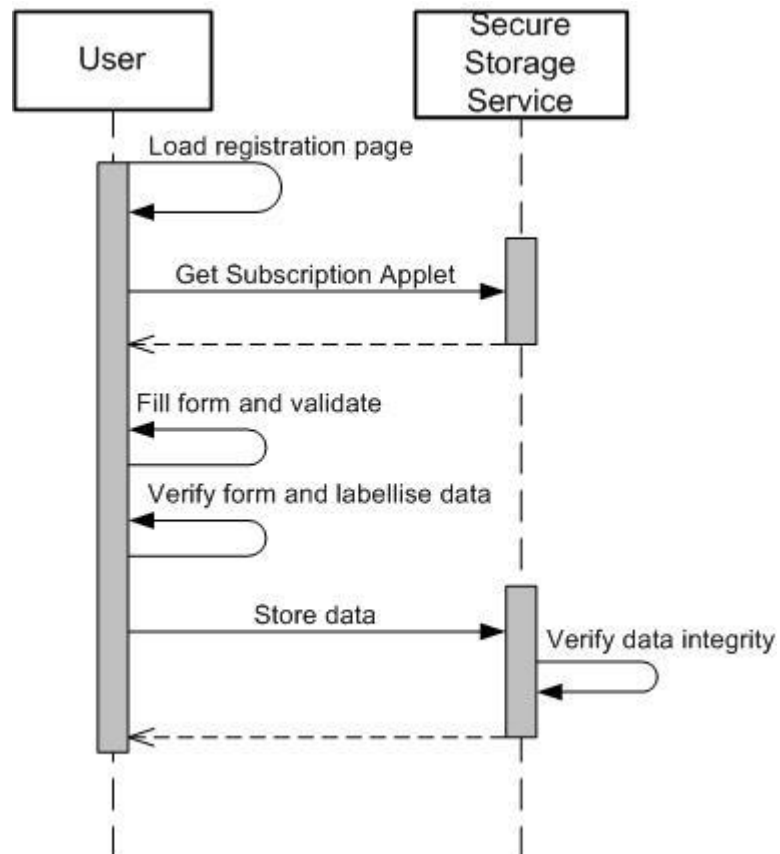 User
Secure
Storage
Service
Load registration page
Get Subscription Applet
Fill form and validate
Verify form and labellise data
Store data
Verify data integrity